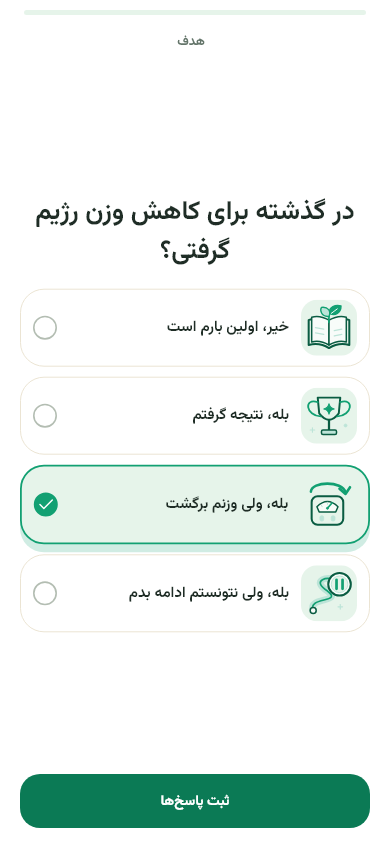 هدف
در گذشته برای کاهش وزن رژیم
گرفتی؟
خیر، اولین بارم است
بله، نتیجه گرفتم
بله، ولی وزنم برگشت
بله، ولی نتونستم ادامه بدم
ثبت پاسخ‌ها